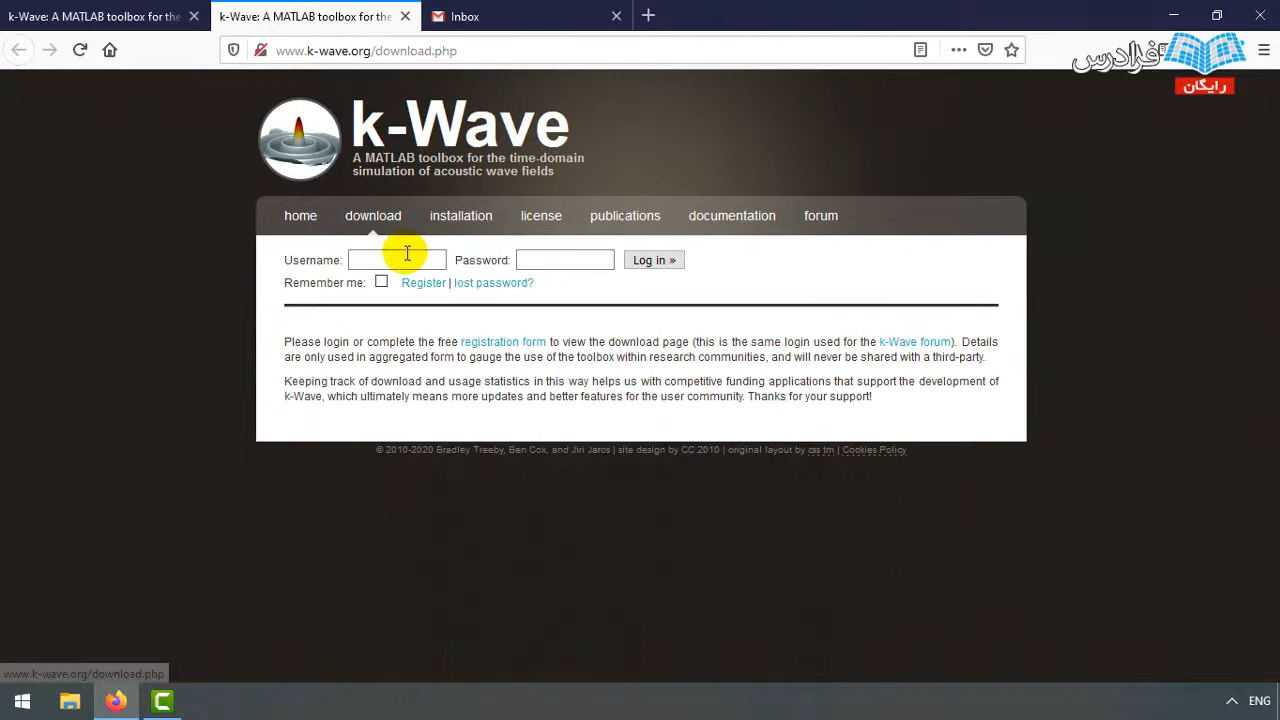 k-Wave: A MATLAB toolbox for the
k-Wave: A MATLAB toolbox for the
Inbox
www.k-wave.org/download.php
فرادرس
رایگان
k-Wave
A MATLAB toolbox for the time-domain
simulation of acoustic wave fields
home download installation license publications documentation forum
Username: Password: Log in »
Remember me: Register | lost password?
Please login or complete the free registration form to view the download page (this is the same login used for the k-Wave forum). Details
are only used in aggregated form to gauge the use of the toolbox within research communities, and will never be shared with a third-party.
Keeping track of download and usage statistics in this way helps us with competitive funding applications that support the development of
k-Wave, which ultimately means more updates and better features for the user community. Thanks for your support!
© 2010-2020 Bradley Treeby, Ben Cox, and Jiri Jaros | site design by CC 2010 | original layout by css tm | Cookies Policy
www.k-wave.org/download.php
ENG